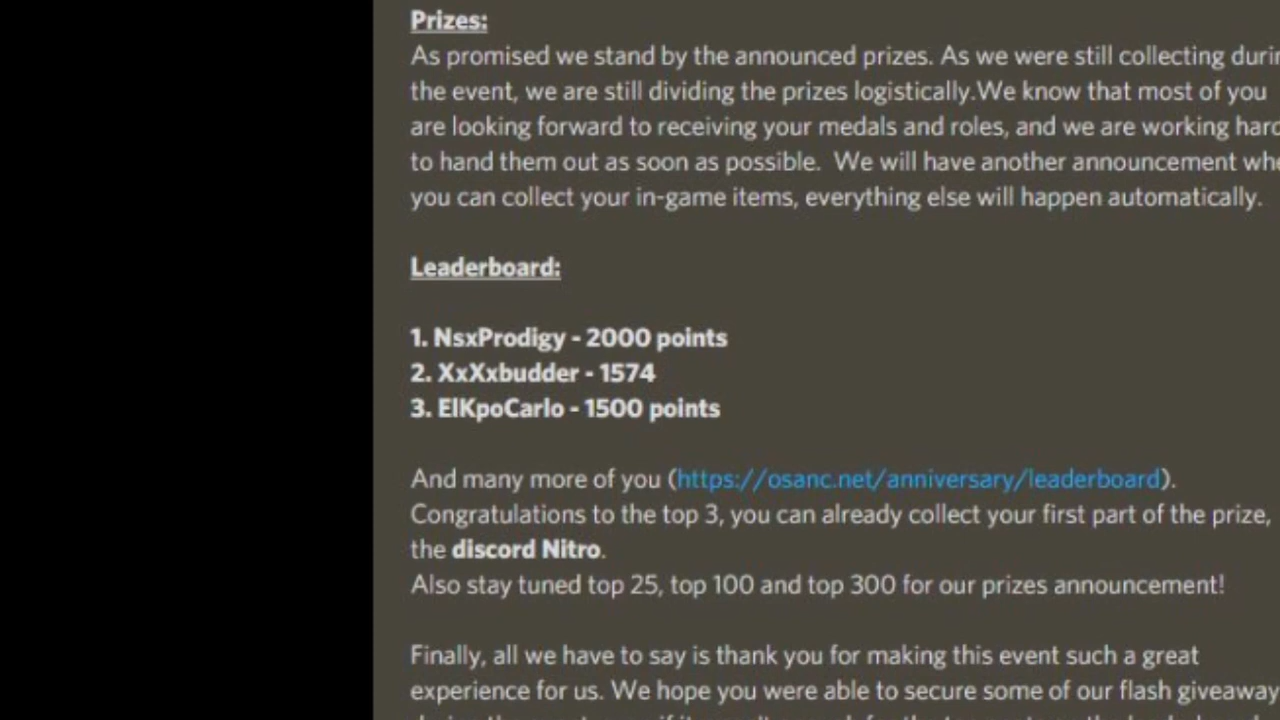 Prizes:
As promised we stand by the announced prizes. As we were still collecting
the event, we are still dividing the prizes logistically.We know that most of you
are looking forward to receiving your medals and roles, and we are working
to hand them out as soon as possible. We will have another announcement
you can collect your in-game items, everything else will happen automatically.
Leaderboard:
1. NsxProdigy - 2000 points
2. XxXxbudder - 1574
3. ElKpoCarlo - 1500 points
And many more of you (https://osanc.net/anniversary/leaderboard).
Congratulations to the top 3, you can already collect your first part of the prize,
the discord Nitro.
Also stay tuned top 25, top 100 and top 300 for our prizes announcement!
Finally, all we have to say is thank you for making this event such a great
experience for us. We hope you were able to secure some of our flash giveaway